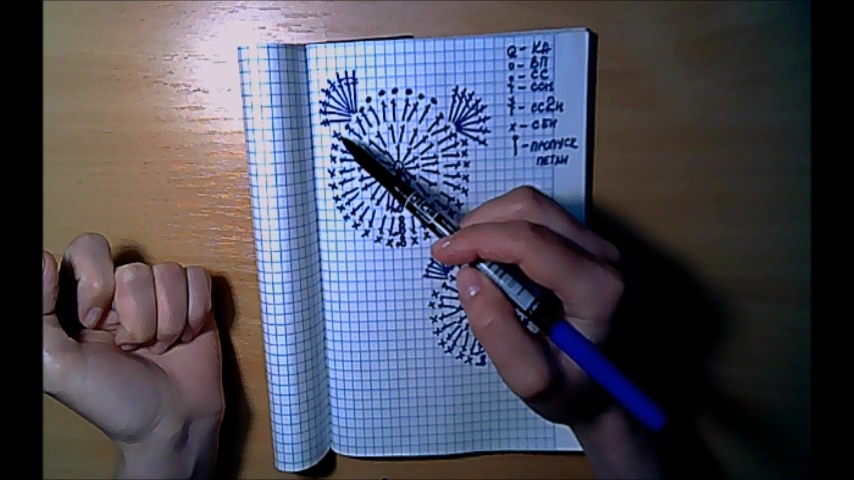 - КА
- ВП
- СС
- ССН
- СС2Н
х - СБН
- ПРОПУСК
ПЕТЛИ